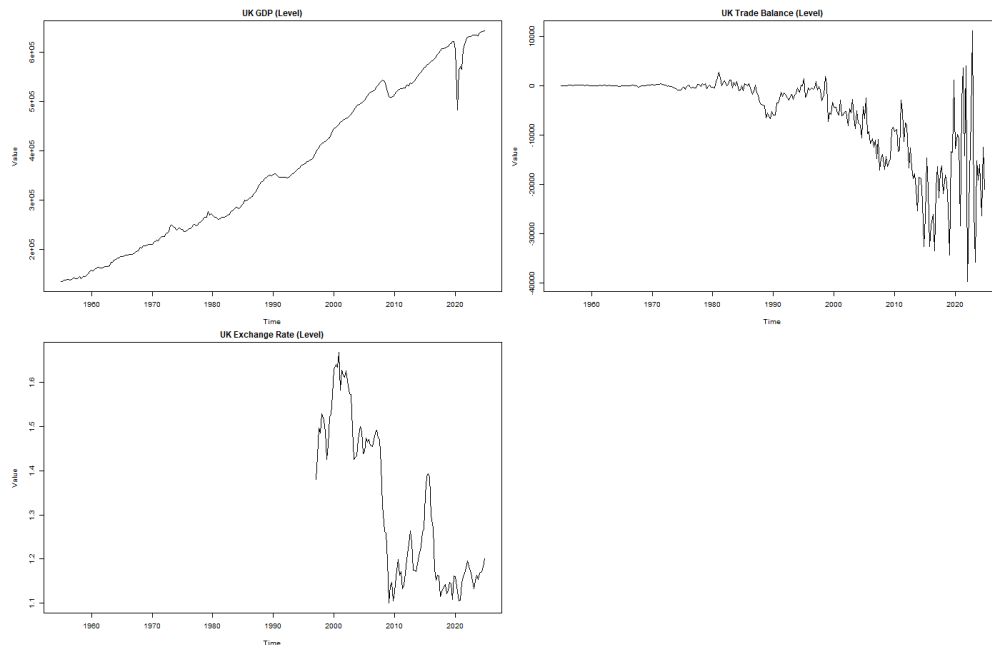 UK GDP (Level)
Value
6e+05
5e+05
4e+05
3e+05
2e+05
1960 1970 1980 1990 2000 2010 2020
Time
UK Trade Balance (Level)
Value
10000
0
-10000
-20000
-30000
-40000
1960 1970 1980 1990 2000 2010 2020
Time
UK Exchange Rate (Level)
Value
1.6
1.5
1.4
1.3
1.2
1.1
1960 1970 1980 1990 2000 2010 2020
Time